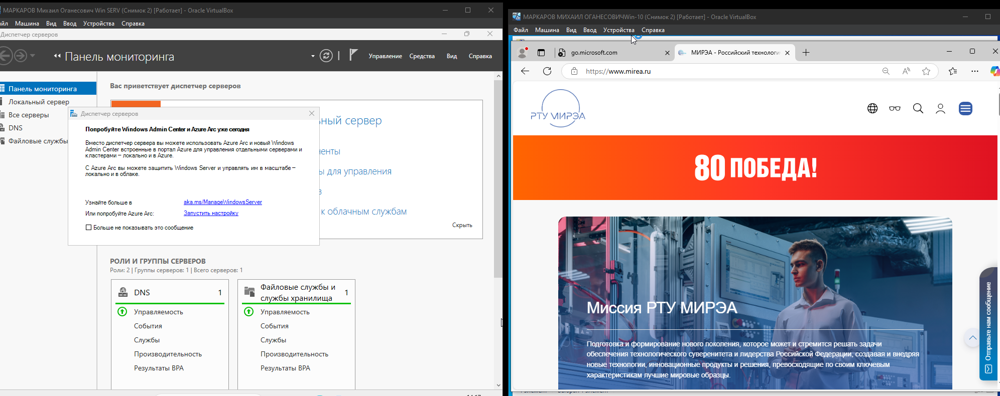 МАРКАРОВ Михаил Оганесович Win SERV (Снимок 2) [Работает] - Oracle VirtualBox
Машина Вид Ввод Устройства Справка
Диспетчер серверов
Панель мониторинга
Управление Средства Вид Справка
Панель мониторинга
Локальный сервер
Все серверы
DNS
Файловые службы
Вас приветствует диспетчер серверов
ный сервер
енты
ы для управления
в
к облачным службам
Скрыть
Диспетчер серверов
Попробуйте Windows Admin Center и Azure Arc уже сегодня
Вместо диспетчер сервера вы можете использовать Azure Arc и новый Windows
Admin Center встроенные в портал Azure для управления отдельными серверами и
кластерами – локально и в Azure.
С Azure Arc вы можете защитить Windows Server и управлять им в масштабе –
локально и в облаке.
Узнайте больше в aka.ms/ManageWindowsServer
Или попробуйте Azure Arc: Запустить настройку
Больше не показывать это сообщение
РОЛИ И ГРУППЫ СЕРВЕРОВ
Роли: 2 | Группы серверов: 1 | Всего серверов: 1
DNS 1
Управляемость
События
Службы
Производительность
Результаты BPA
Файловые службы и
службы хранилища 1
Управляемость
События
Службы
Производительность
Результаты BPA
МАРКАРОВ МИХАИЛ ОГАНЕСОВИЧWin-10 (Снимок 2) [Работает] - Oracle VirtualBox
Файл Машина Вид Ввод Устройства Справка
go.microsoft.com
МИРЭА - Российский технологи
https://www.mirea.ru
РТУ МИРЭА
80 ПОБЕДА!
Миссия РТУ МИРЭА
Подготовка и формирование нового поколения, которое может и стремится решать задачи
обеспечения технологического суверенитета и лидерства Российской Федерации, создавая и внедряя
новые технологии, инновационные продукты и решения, превосходящие по своим ключевым
характеристикам лучшие мировые образцы.
Отправьте нам сообщение